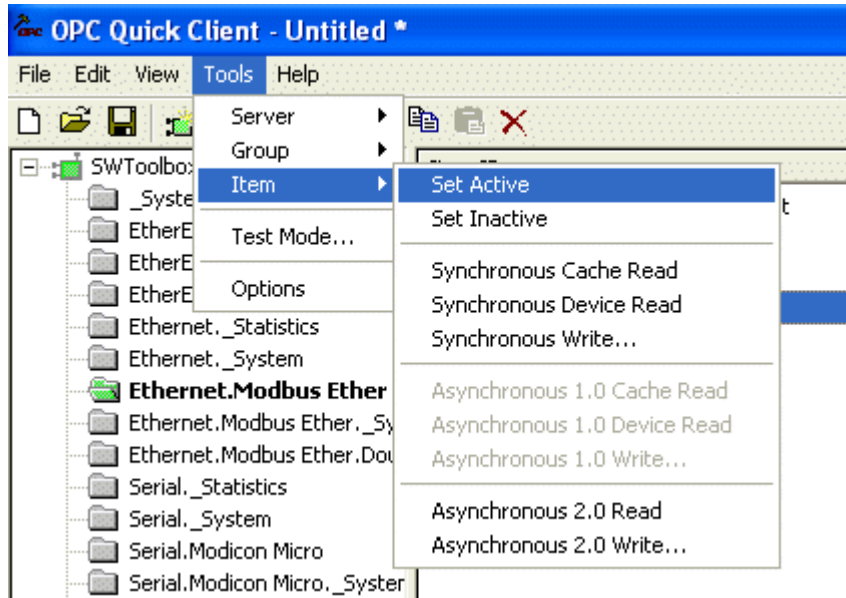 OPC Quick Client - Untitled *
File Edit View Tools Help
Server
Group
Item
Test Mode...
Options
Set Active
Set Inactive
Synchronous Cache Read
Synchronous Device Read
Synchronous Write...
Asynchronous 1.0 Cache Read
Asynchronous 1.0 Device Read
Asynchronous 1.0 Write...
Asynchronous 2.0 Read
Asynchronous 2.0 Write...
SWToolbox
_Syste
EtherE
EtherE
EtherE
Ethernet._Statistics
Ethernet._System
Ethernet.Modbus Ether
Ethernet.Modbus Ether._Sy
Ethernet.Modbus Ether.Dou
Serial._Statistics
Serial._System
Serial.Modicon Micro
Serial.Modicon Micro._System
t